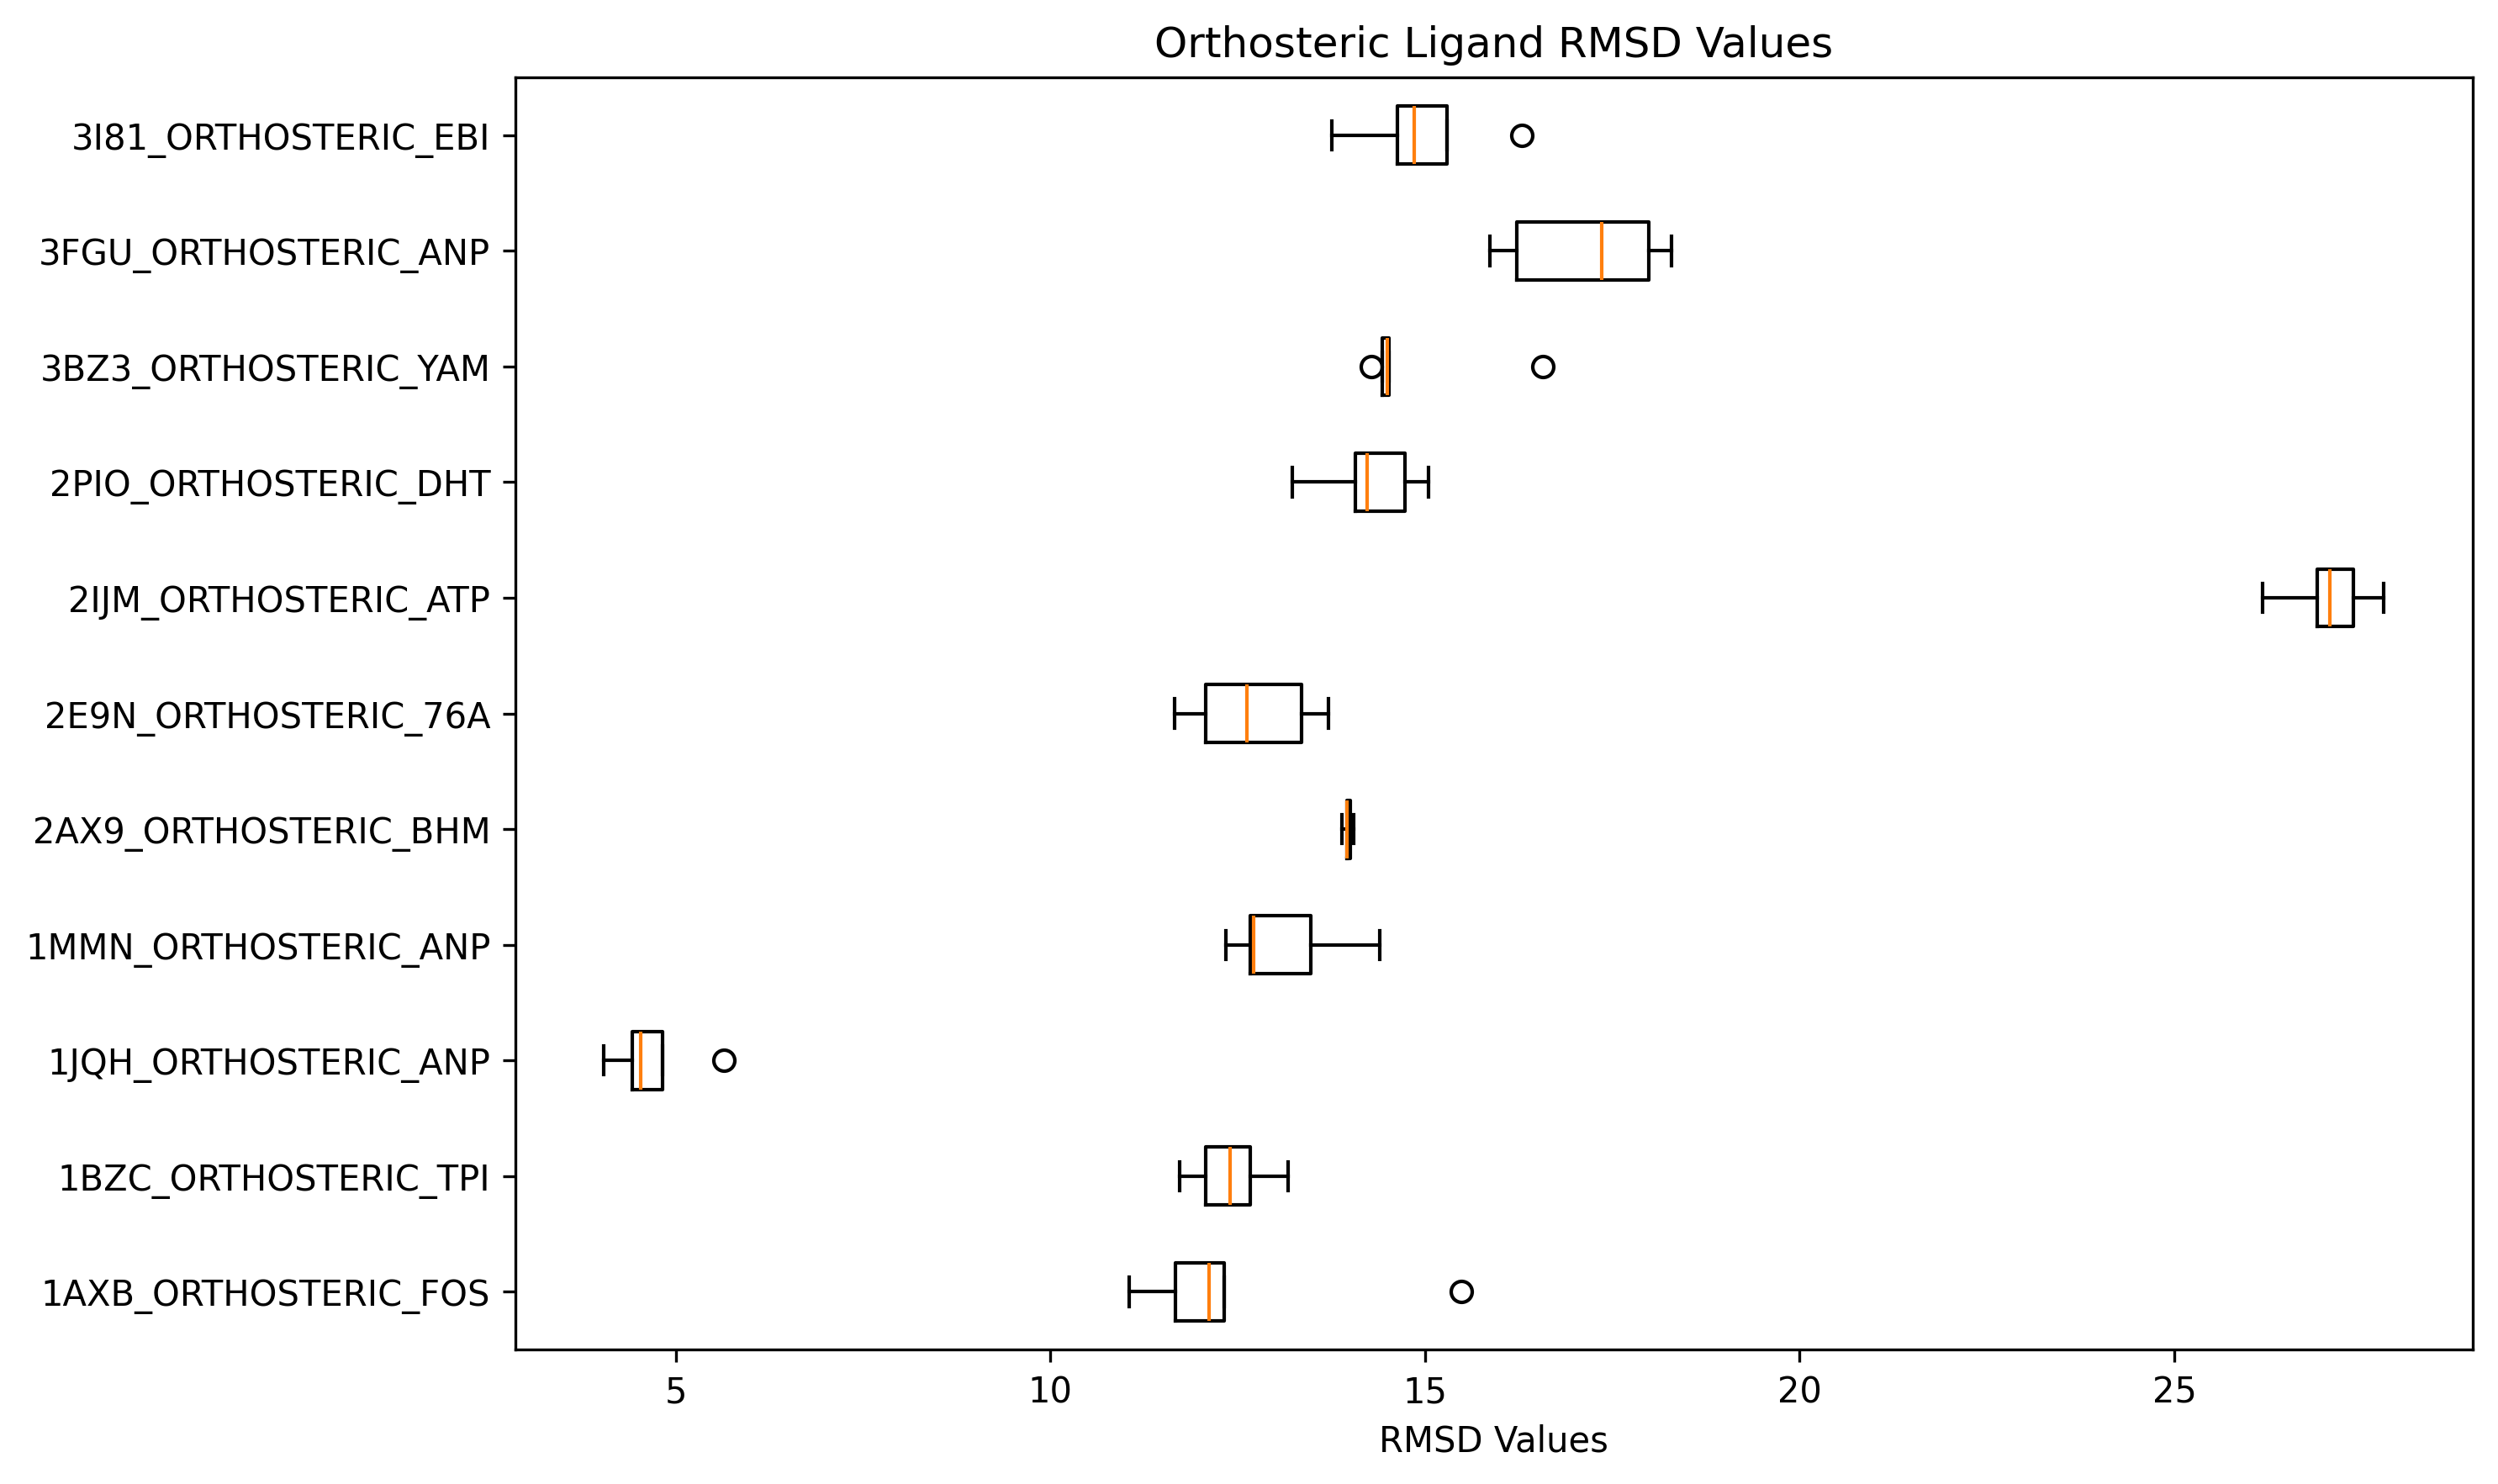 Orthosteric Ligand RMSD Values
3I81_ORTHOSTERIC_EBI
3FGU_ORTHOSTERIC_ANP
3BZ3_ORTHOSTERIC_YAM
2PIO_ORTHOSTERIC_DHT
2IJM_ORTHOSTERIC_ATP
2E9N_ORTHOSTERIC_76A
2AX9_ORTHOSTERIC_BHM
1MMN_ORTHOSTERIC_ANP
1JQH_ORTHOSTERIC_ANP
1BZC_ORTHOSTERIC_TPI
1AXB_ORTHOSTERIC_FOS
5 10 15 20 25
RMSD Values